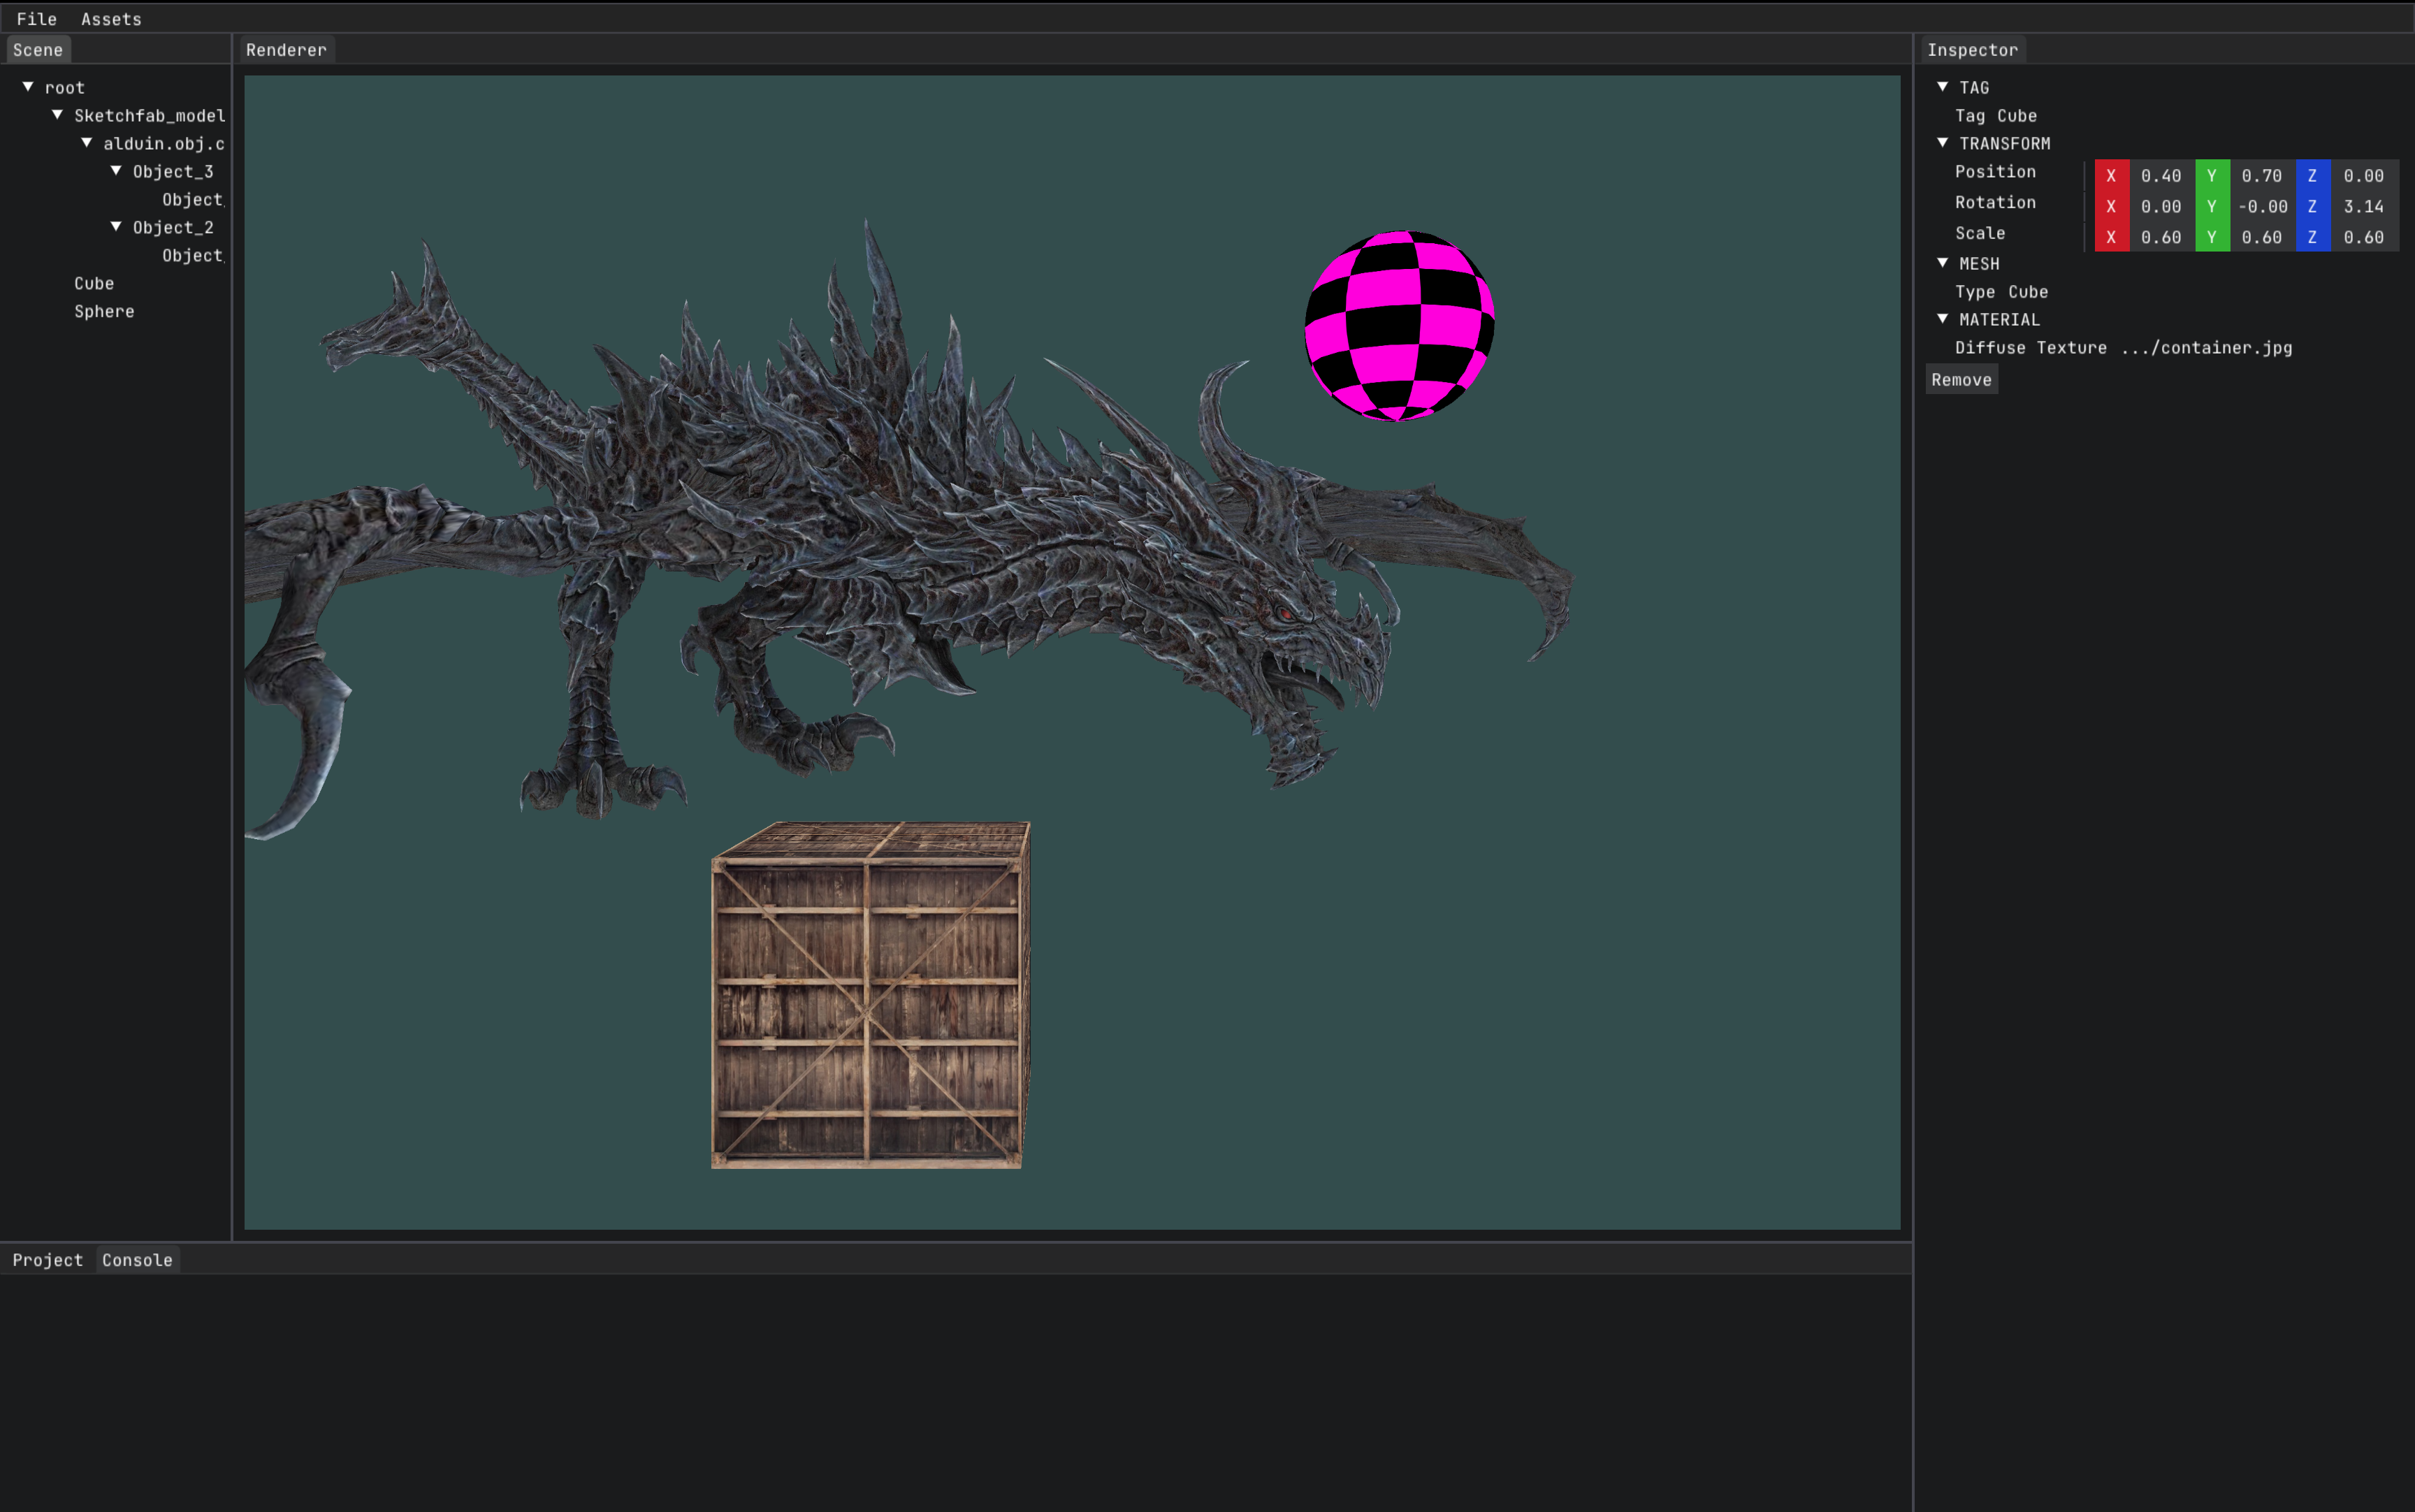 File Assets
Scene
Renderer
Inspector
root
Sketchfab_model
alduin.obj.c
Object_3
Object_
Object_2
Object_
Cube
Sphere
TAG
Tag Cube
TRANSFORM
Position X 0.40 Y 0.70 Z 0.00
Rotation X 0.00 Y -0.00 Z 3.14
Scale X 0.60 Y 0.60 Z 0.60
MESH
Type Cube
MATERIAL
Diffuse Texture .../container.jpg
Remove
Project Console